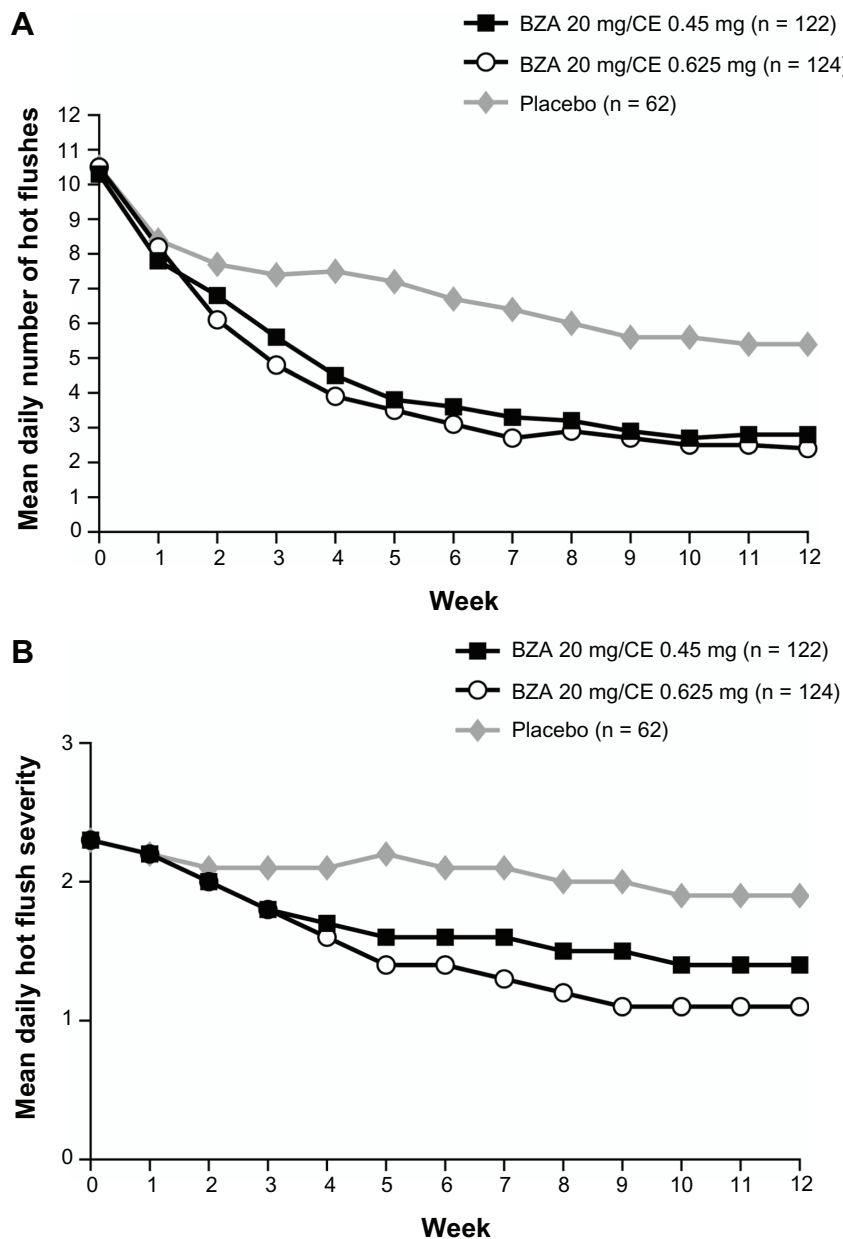 A
BZA 20 mg/CE 0.45 mg (n = 122)
BZA 20 mg/CE 0.625 mg (n = 124)
Placebo (n = 62)
Mean daily number of hot flushes
12
11
10
9
8
7
6
5
4
3
2
1
0
0 1 2 3 4 5 6 7 8 9 10 11 12
Week
B
BZA 20 mg/CE 0.45 mg (n = 122)
BZA 20 mg/CE 0.625 mg (n = 124)
Placebo (n = 62)
Mean daily hot flush severity
3
2
1
0
0 1 2 3 4 5 6 7 8 9 10 11 12
Week